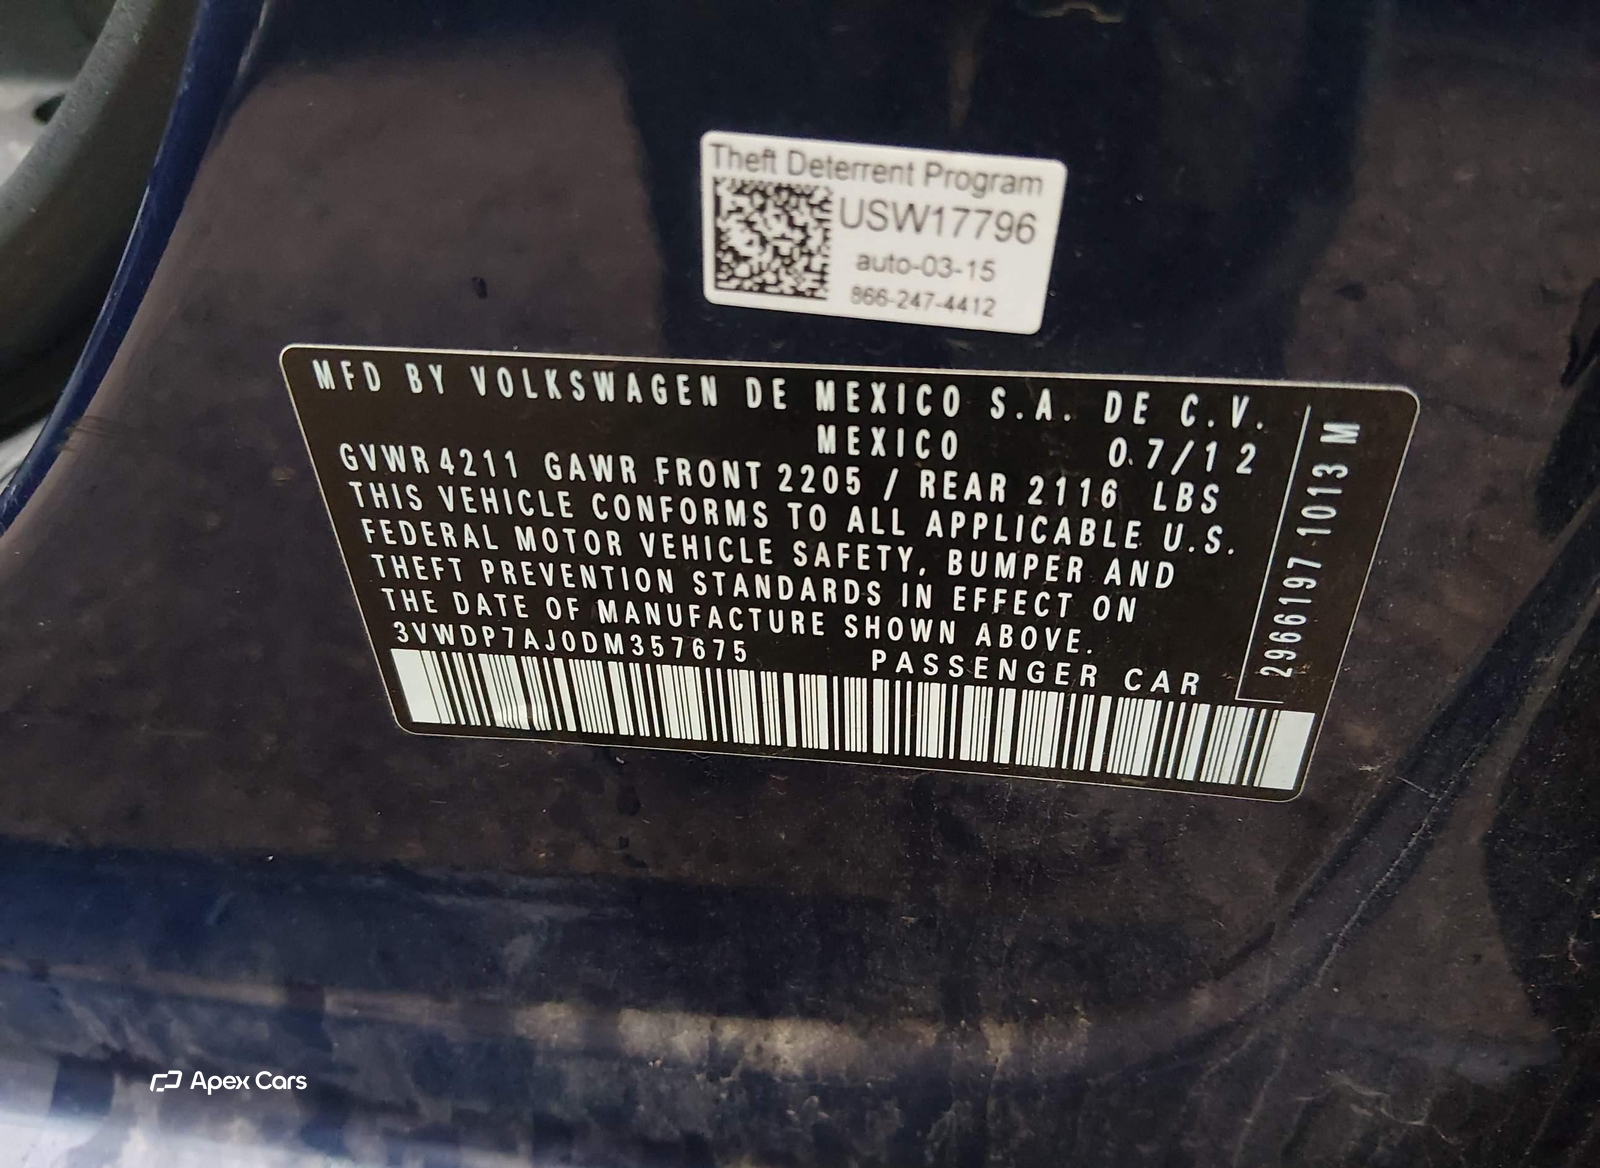 Theft Deterrent Program
USW17796
auto-03-15
866-247-4412
MFD BY VOLKSWAGEN DE MEXICO S.A. DE C.V.
MEXICO 07/12
GVWR 4211 GAWR FRONT 2205 / REAR 2116 LBS
THIS VEHICLE CONFORMS TO ALL APPLICABLE U.S.
FEDERAL MOTOR VEHICLE SAFETY, BUMPER AND
THEFT PREVENTION STANDARDS IN EFFECT ON
THE DATE OF MANUFACTURE SHOWN ABOVE.
3VWDP7AJ0DM357675 PASSENGER CAR
2966197 1013 M
Apex Cars